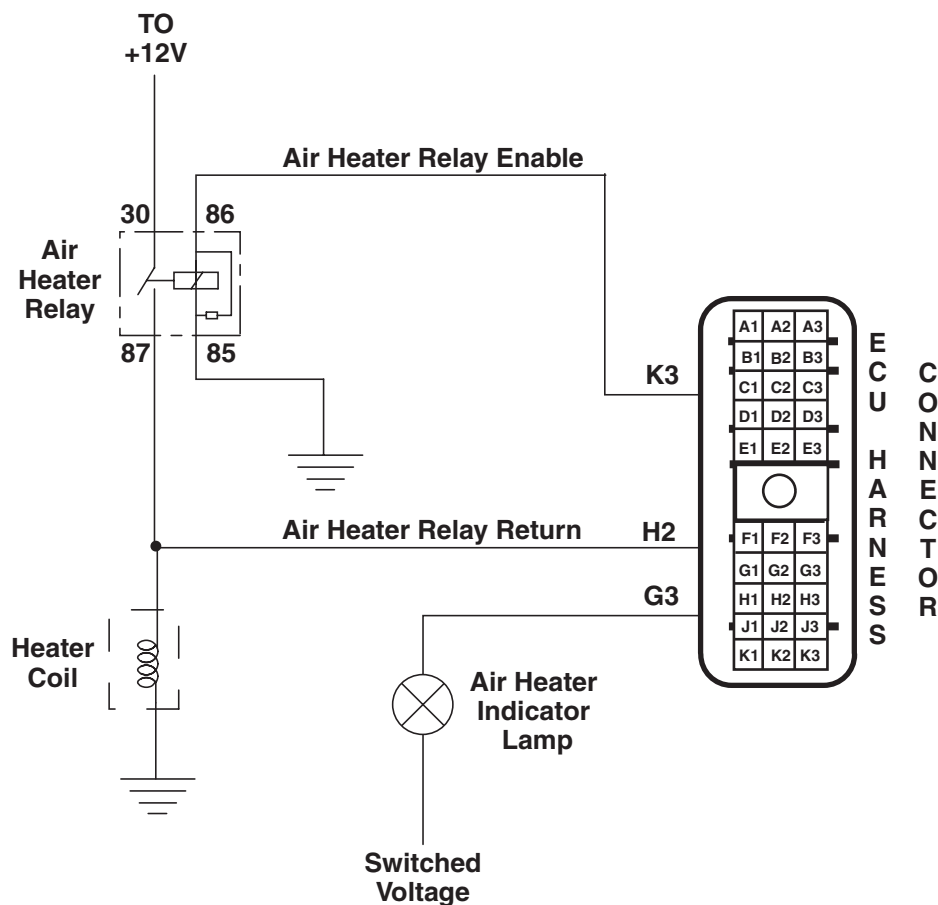 TO
+12V
Air Heater Relay Enable
30
86
Air
Heater
Relay
87
85
K3
A1 A2 A3
B1 B2 B3
C1 C2 C3
D1 D2 D3
E1 E2 E3
F1 F2 F3
G1 G2 G3
H1 H2 H3
J1 J2 J3
K1 K2 K3
ECU HARNESS
CONNECTOR
Air Heater Relay Return
H2
G3
Heater
Coil
Air Heater
Indicator
Lamp
Switched
Voltage